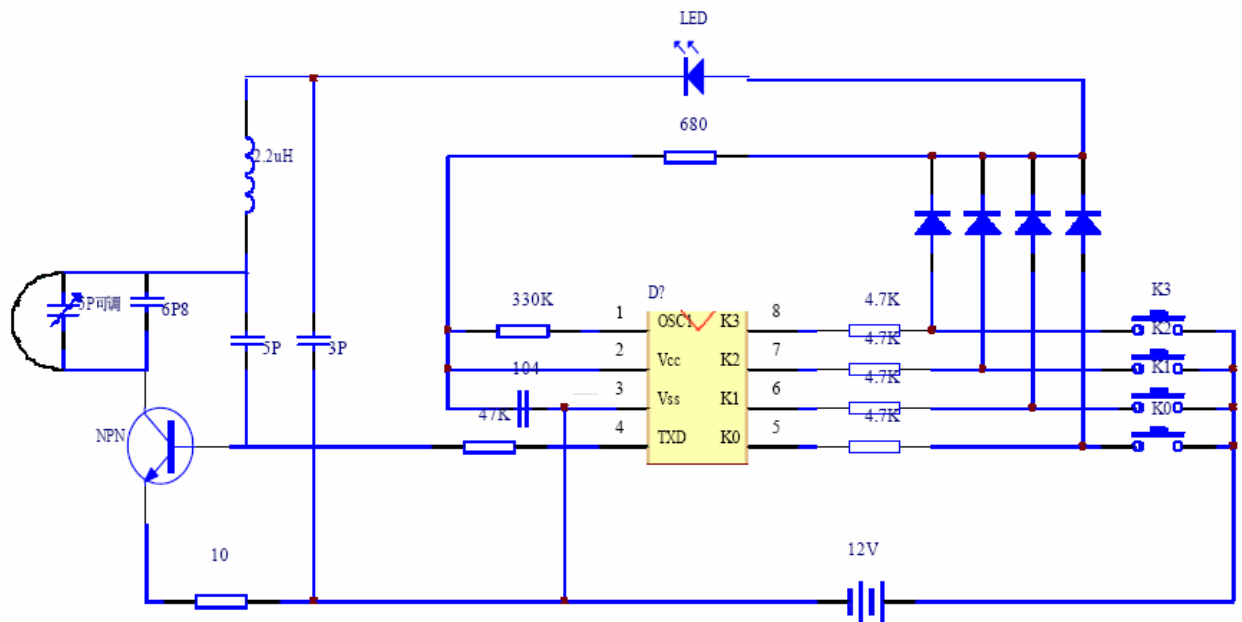 LED
680
2.2uH
5P可调
6P8
5P
3P
330K
D?
4.7K
K3
1
OSC1
K3
8
K2
4.7K
2
Vcc
K2
7
K1
104
4.7K
3
Vss
K1
6
K0
47K
4.7K
4
TXD
K0
5
NPN
10
12V